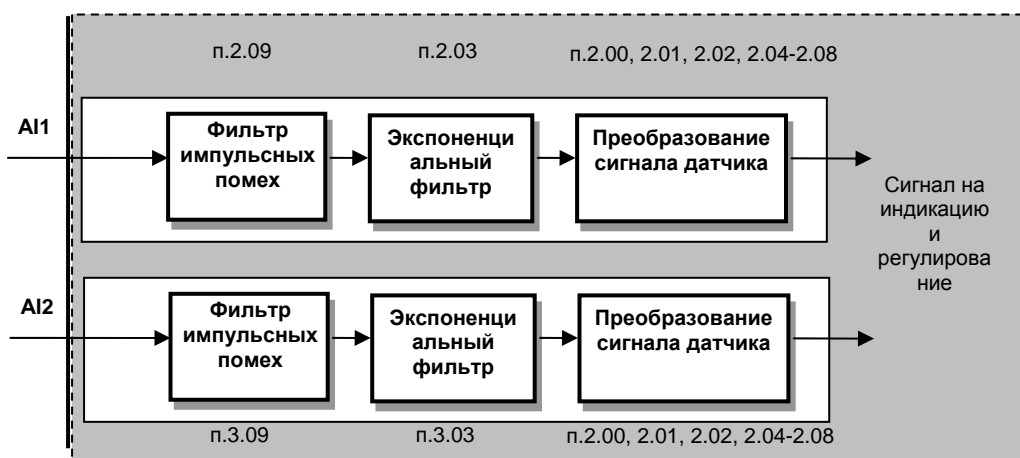 п.2.09 п.2.03 п.2.00, 2.01, 2.02, 2.04-2.08
AI1
Фильтр
импульсных
помех
Экспоненци
альный
фильтр
Преобразование
сигнала датчика
Сигнал на
индикацию
и
регулирова
ние
AI2
Фильтр
импульсных
помех
Экспоненци
альный
фильтр
Преобразование
сигнала датчика
п.3.09 п.3.03 п.2.00, 2.01, 2.02, 2.04-2.08